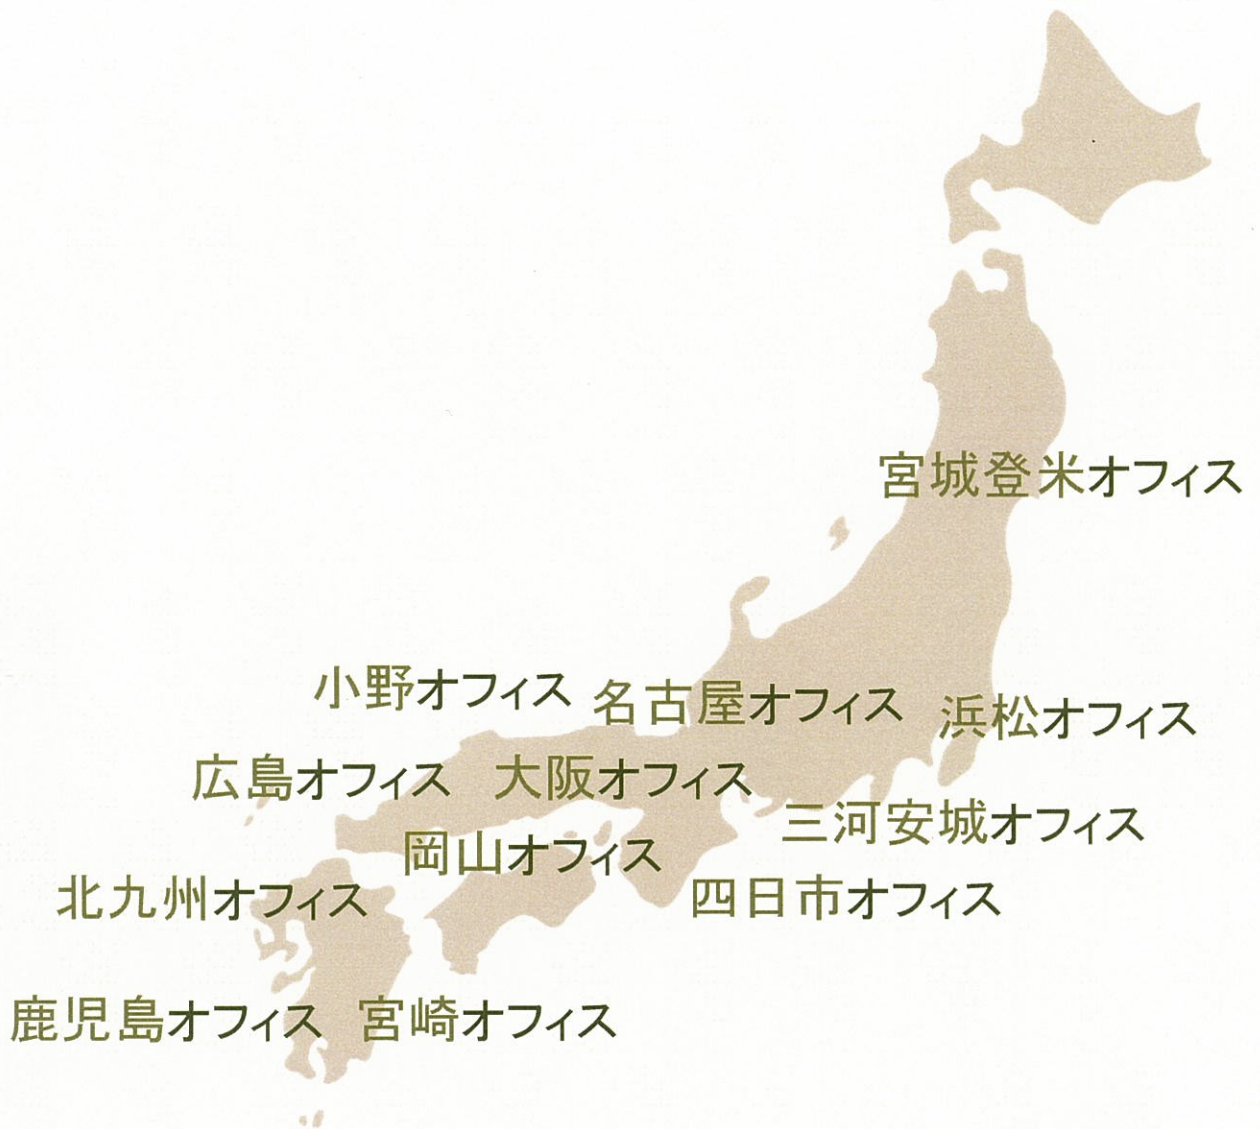 宮城登米オフィス
小野オフィス
名古屋オフィス
浜松オフィス
広島オフィス
大阪オフィス
三河安城オフィス
岡山オフィス
北九州オフィス
四日市オフィス
鹿児島オフィス
宮崎オフィス